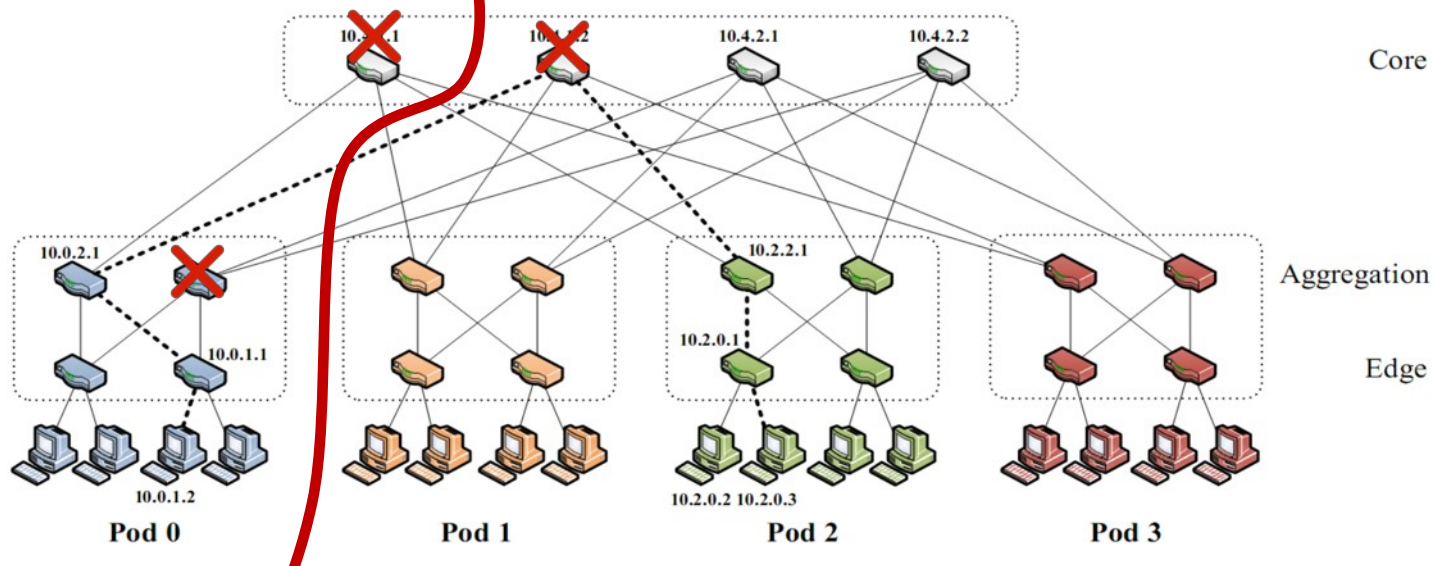 10.4.2.1
10.4.2.2
Core
10.0.2.1
10.2.2.1
Aggregation
10.0.1.1
10.2.0.1
Edge
10.0.1.2
10.2.0.2 10.2.0.3
Pod 0
Pod 1
Pod 2
Pod 3